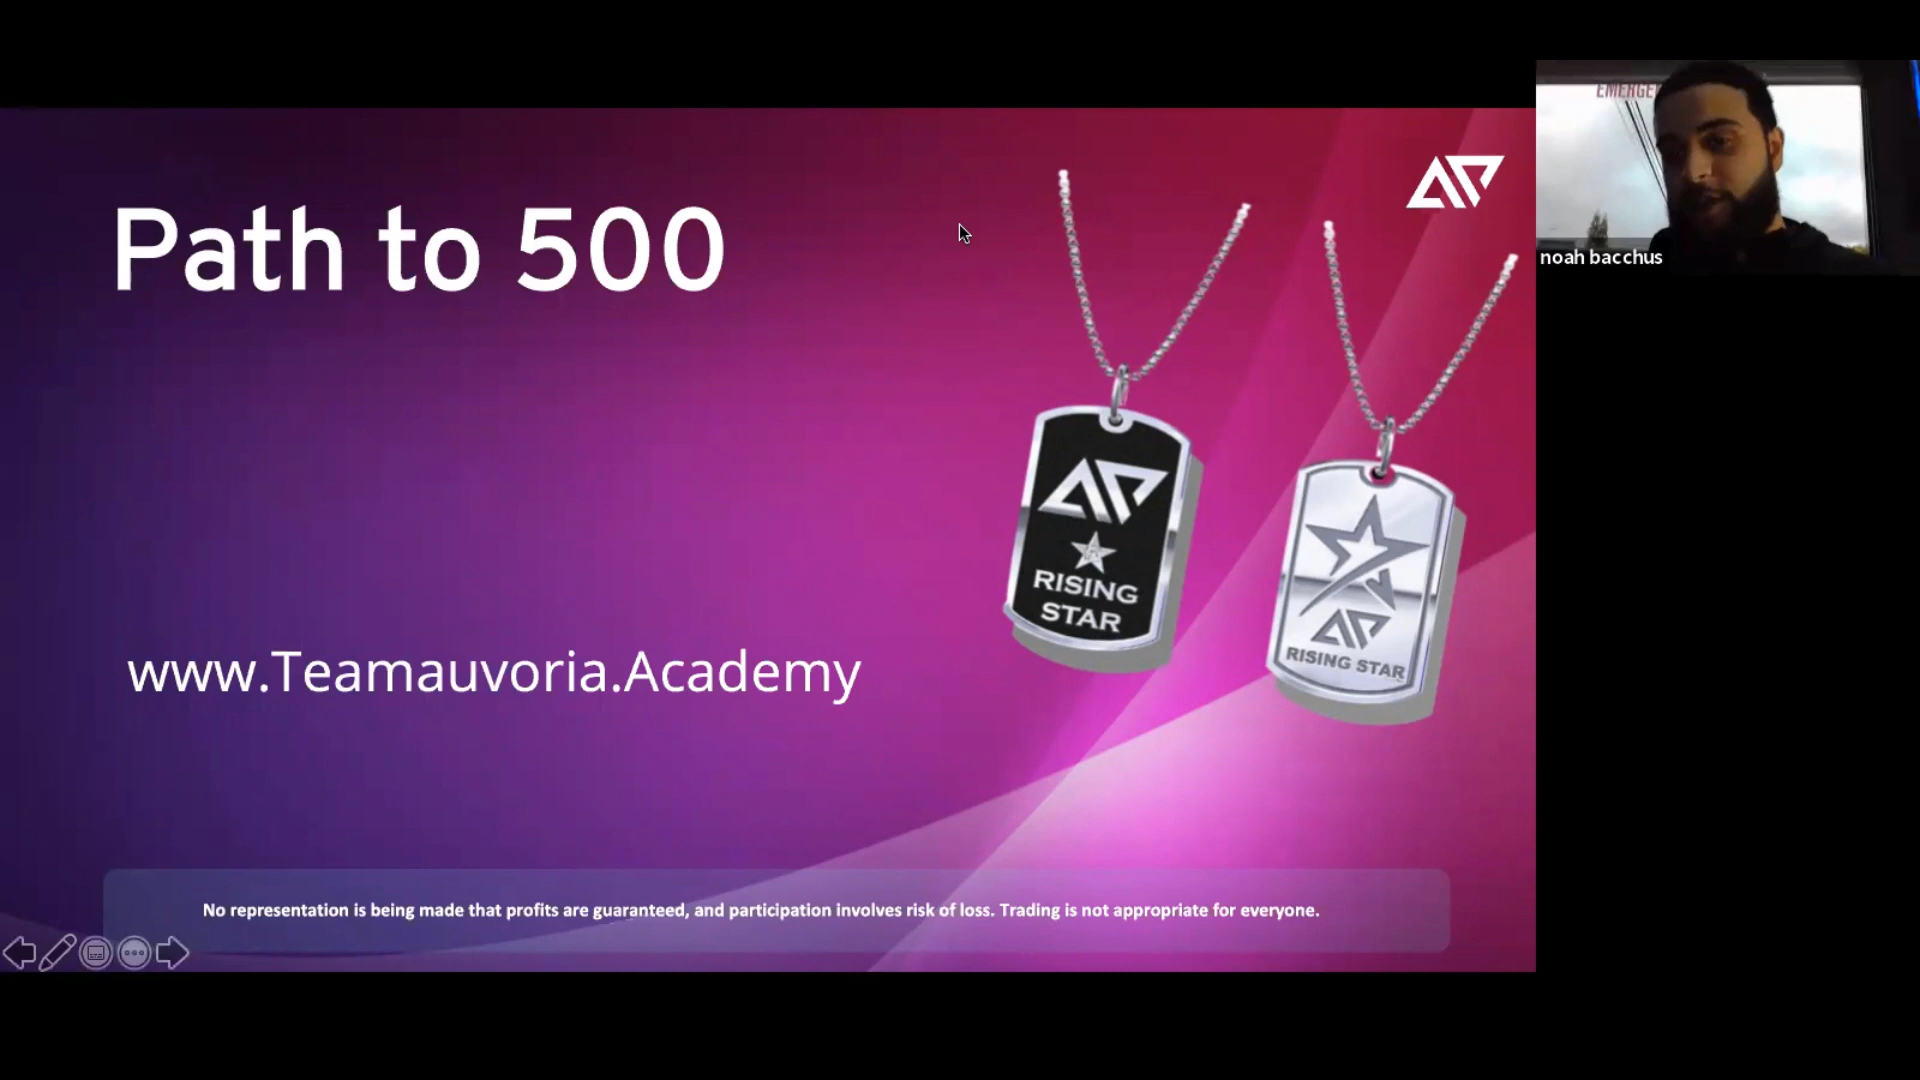 EMERGE
Path to 500
noah bacchus
RISING
STAR
RISING STAR
www.Teamauvoria.Academy
No representation is being made that profits are guaranteed, and participation involves risk of loss. Trading is not appropriate for everyone.